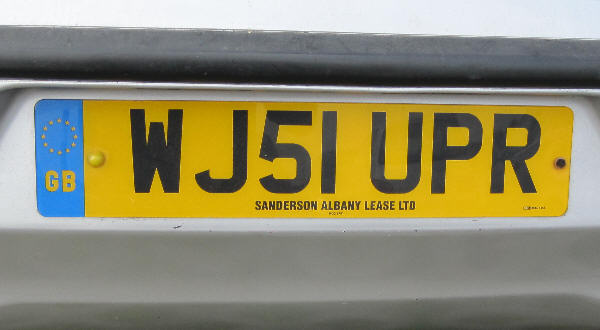 GB
WJ51 UPR
SANDERSON ALBANY LEASE LTD